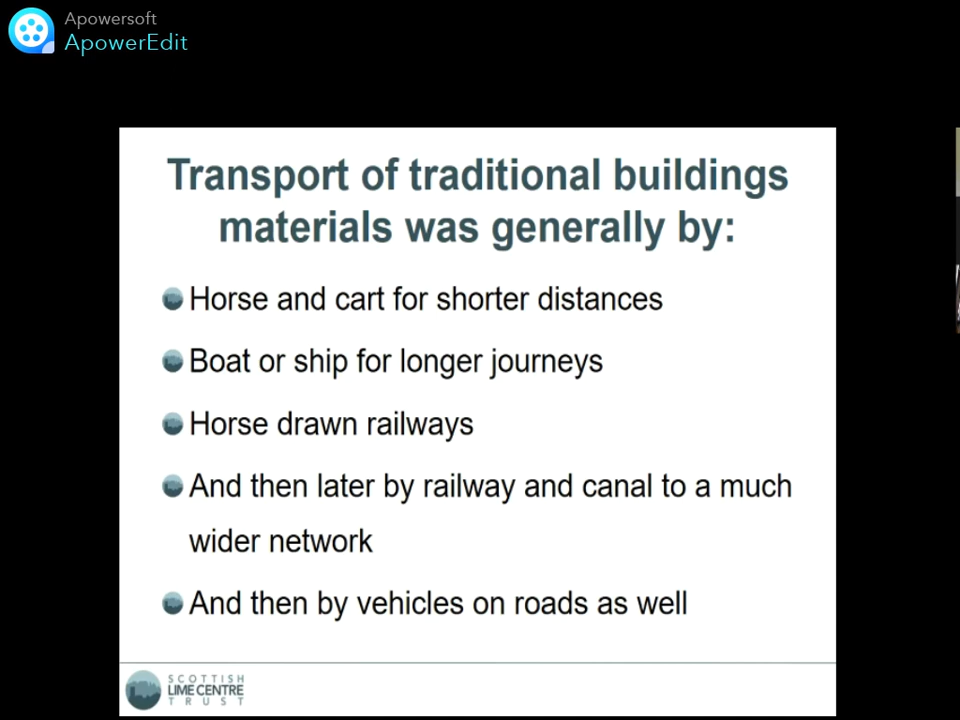 Apowersoft
ApowerEdit
Transport of traditional buildings
materials was generally by:
Horse and cart for shorter distances
Boat or ship for longer journeys
Horse drawn railways
And then later by railway and canal to a much
wider network
And then by vehicles on roads as well
SCOTTISH
LIME CENTRE
TRUST